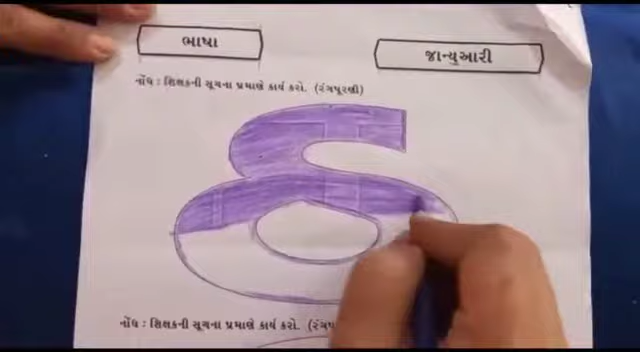 ભાષા
જાન્યુઆરી
નોંધ : શિક્ષકની સૂચના પ્રમાણે કાર્ય કરો. (રંગપૂરણી)
ઠ
નોંધ : શિક્ષકની સૂચના પ્રમાણે કાર્ય કરો.